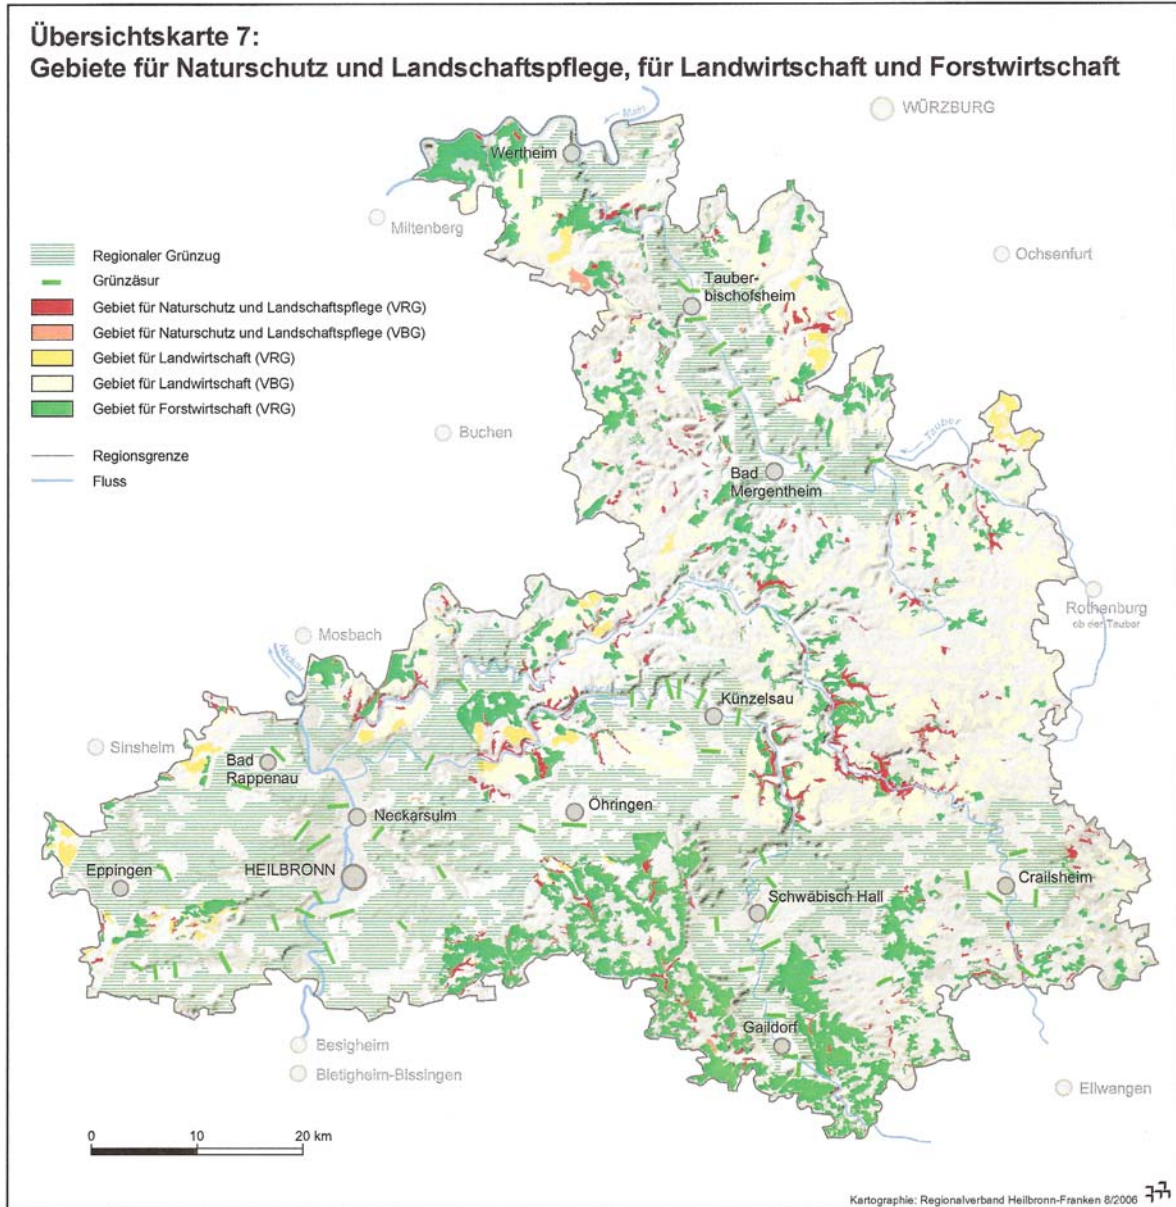 Übersichtskarte 7:
Gebiete für Naturschutz und Landschaftspflege, für Landwirtschaft und Forstwirtschaft
Main
WÜRZBURG
Wertheim
Miltenberg
Ochsenfurt
Regionaler Grünzug
Grünzäsur
Gebiet für Naturschutz und Landschaftspflege (VRG)
Gebiet für Naturschutz und Landschaftspflege (VBG)
Gebiet für Landwirtschaft (VRG)
Gebiet für Landwirtschaft (VBG)
Gebiet für Forstwirtschaft (VRG)
Regionsgrenze
Fluss
Tauber-
bischofsheim
Buchen
Tauber
Bad
Mergentheim
Rothenburg
ob der Tauber
Mosbach
Neckar
Künzelsau
Sinsheim
Bad
Rappenau
Öhringen
Neckarsulm
Eppingen
HEILBRONN
Crailsheim
Schwäbisch Hall
Gaildorf
Besigheim
Bietigheim-Bissingen
Ellwangen
0 10 20 km
Kartographie: Regionalverband Heilbronn-Franken 8/2006